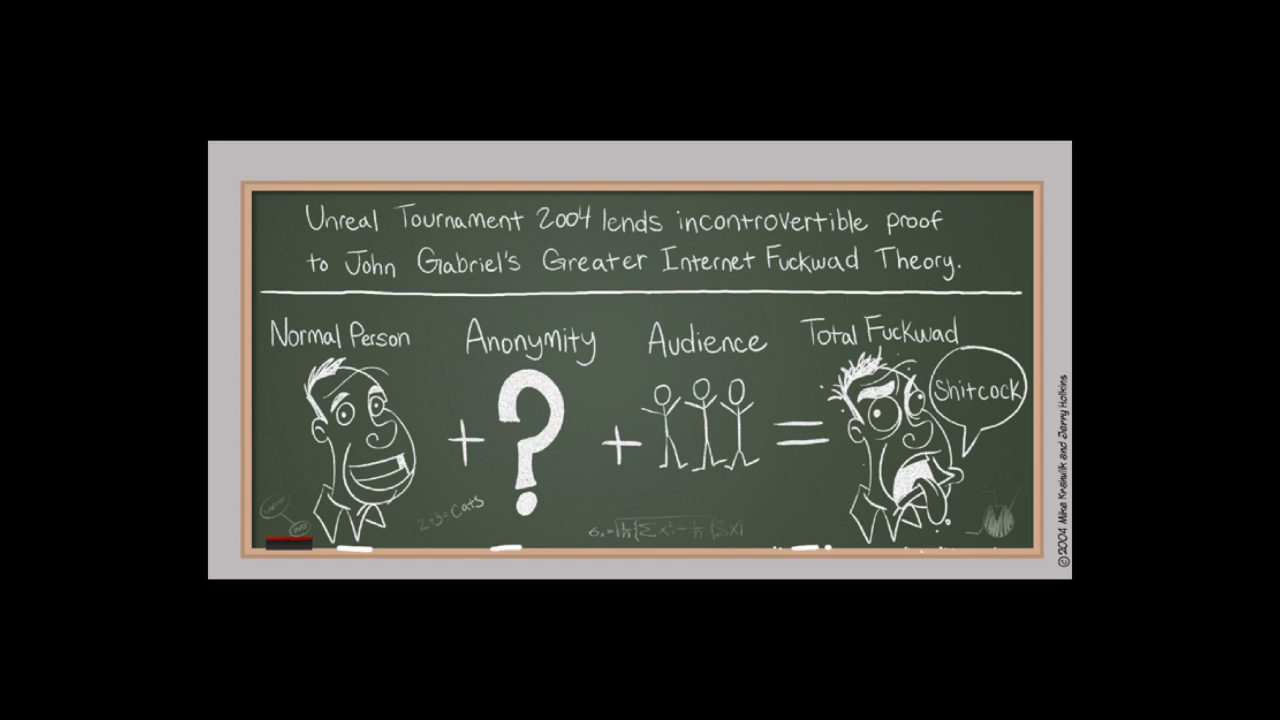 Unreal Tournament 2004 lends incontrovertible proof
to John Gabriel's Greater Internet Fuckwad Theory.
Normal Person
Anonymity
Audience
Total Fuckwad
Shitcock
+
?
+
=
2+3=cats
© 2004 Mike Krahulik and Jerry Holkins